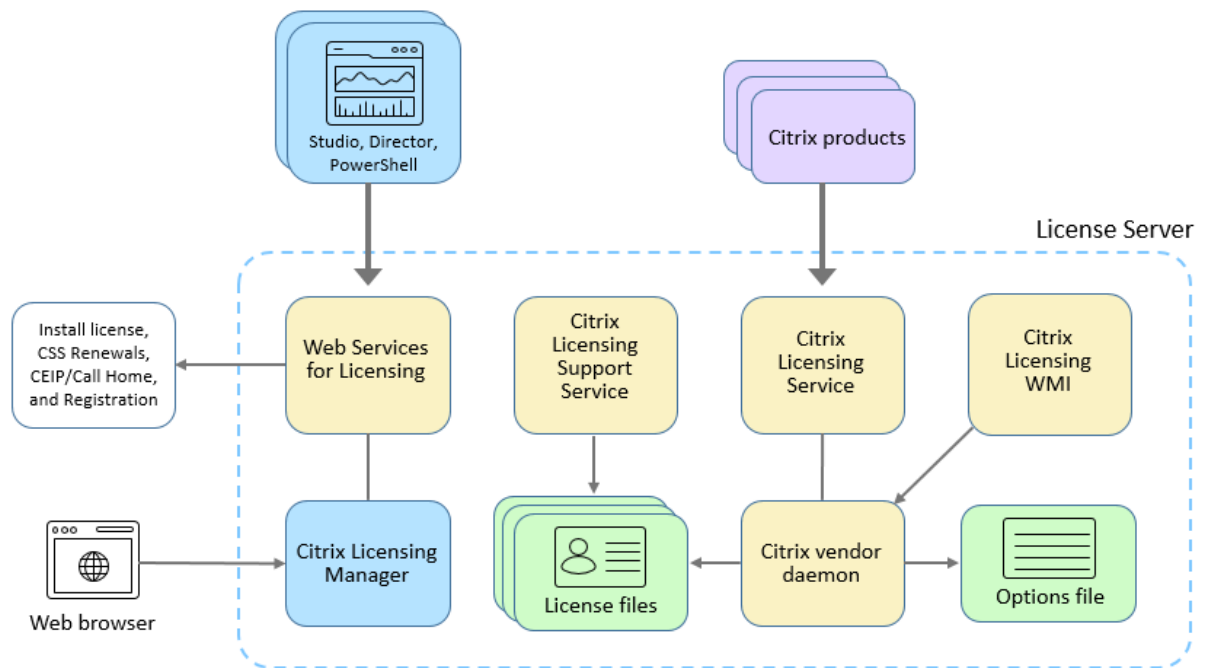 Studio, Director,
PowerShell
Citrix products
License Server
Install license,
CSS Renewals,
CEIP/Call Home,
and Registration
Web Services
for Licensing
Citrix
Licensing
Support
Service
Citrix
Licensing
Service
Citrix
Licensing
WMI
Web browser
Citrix Licensing
Manager
License files
Citrix vendor
daemon
Options file